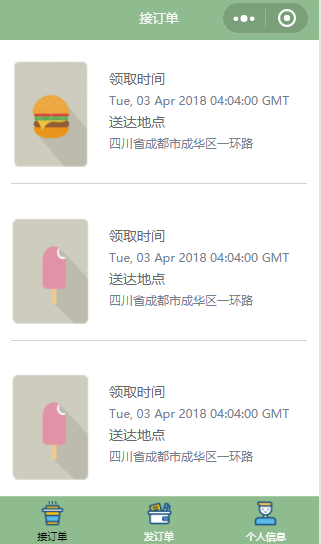 接订单
领取时间
Tue, 03 Apr 2018 04:04:00 GMT
送达地点
四川省成都市成华区一环路
领取时间
Tue, 03 Apr 2018 04:04:00 GMT
送达地点
四川省成都市成华区一环路
领取时间
Tue, 03 Apr 2018 04:04:00 GMT
送达地点
四川省成都市成华区一环路
接订单 发订单 个人信息